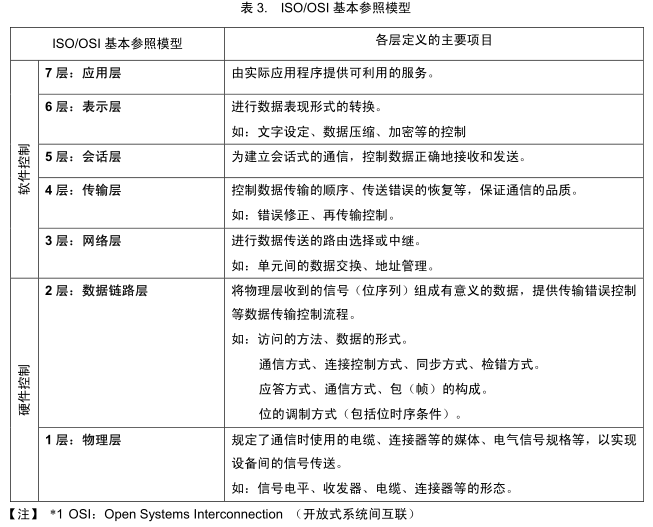 表 3. ISO/OSI 基本参照模型
ISO/OSI 基本参照模型
各层定义的主要项目
软件控制
7 层：应用层
由实际应用程序提供可利用的服务。
6 层：表示层
进行数据表现形式的转换。
如：文字设定、数据压缩、加密等的控制
5 层：会话层
为建立会话式的通信，控制数据正确地接收和发送。
4 层：传输层
控制数据传输的顺序、传送错误的恢复等，保证通信的品质。
如：错误修正、再传输控制。
3 层：网络层
进行数据传送的路由选择或中继。
如：单元间的数据交换、地址管理。
硬件控制
2 层：数据链路层
将物理层收到的信号（位序列）组成有意义的数据，提供传输错误控制
等数据传输控制流程。
如：访问的方法、数据的形式。
通信方式、连接控制方式、同步方式、检错方式。
应答方式、通信方式、包（帧）的构成。
位的调制方式（包括位时序条件）。
1 层：物理层
规定了通信时使用的电缆、连接器等的媒体、电气信号规格等，以实现
设备间的信号传送。
如：信号电平、收发器、电缆、连接器等的形态。
【注】 *1 OSI：Open Systems Interconnection （开放式系统间互联）